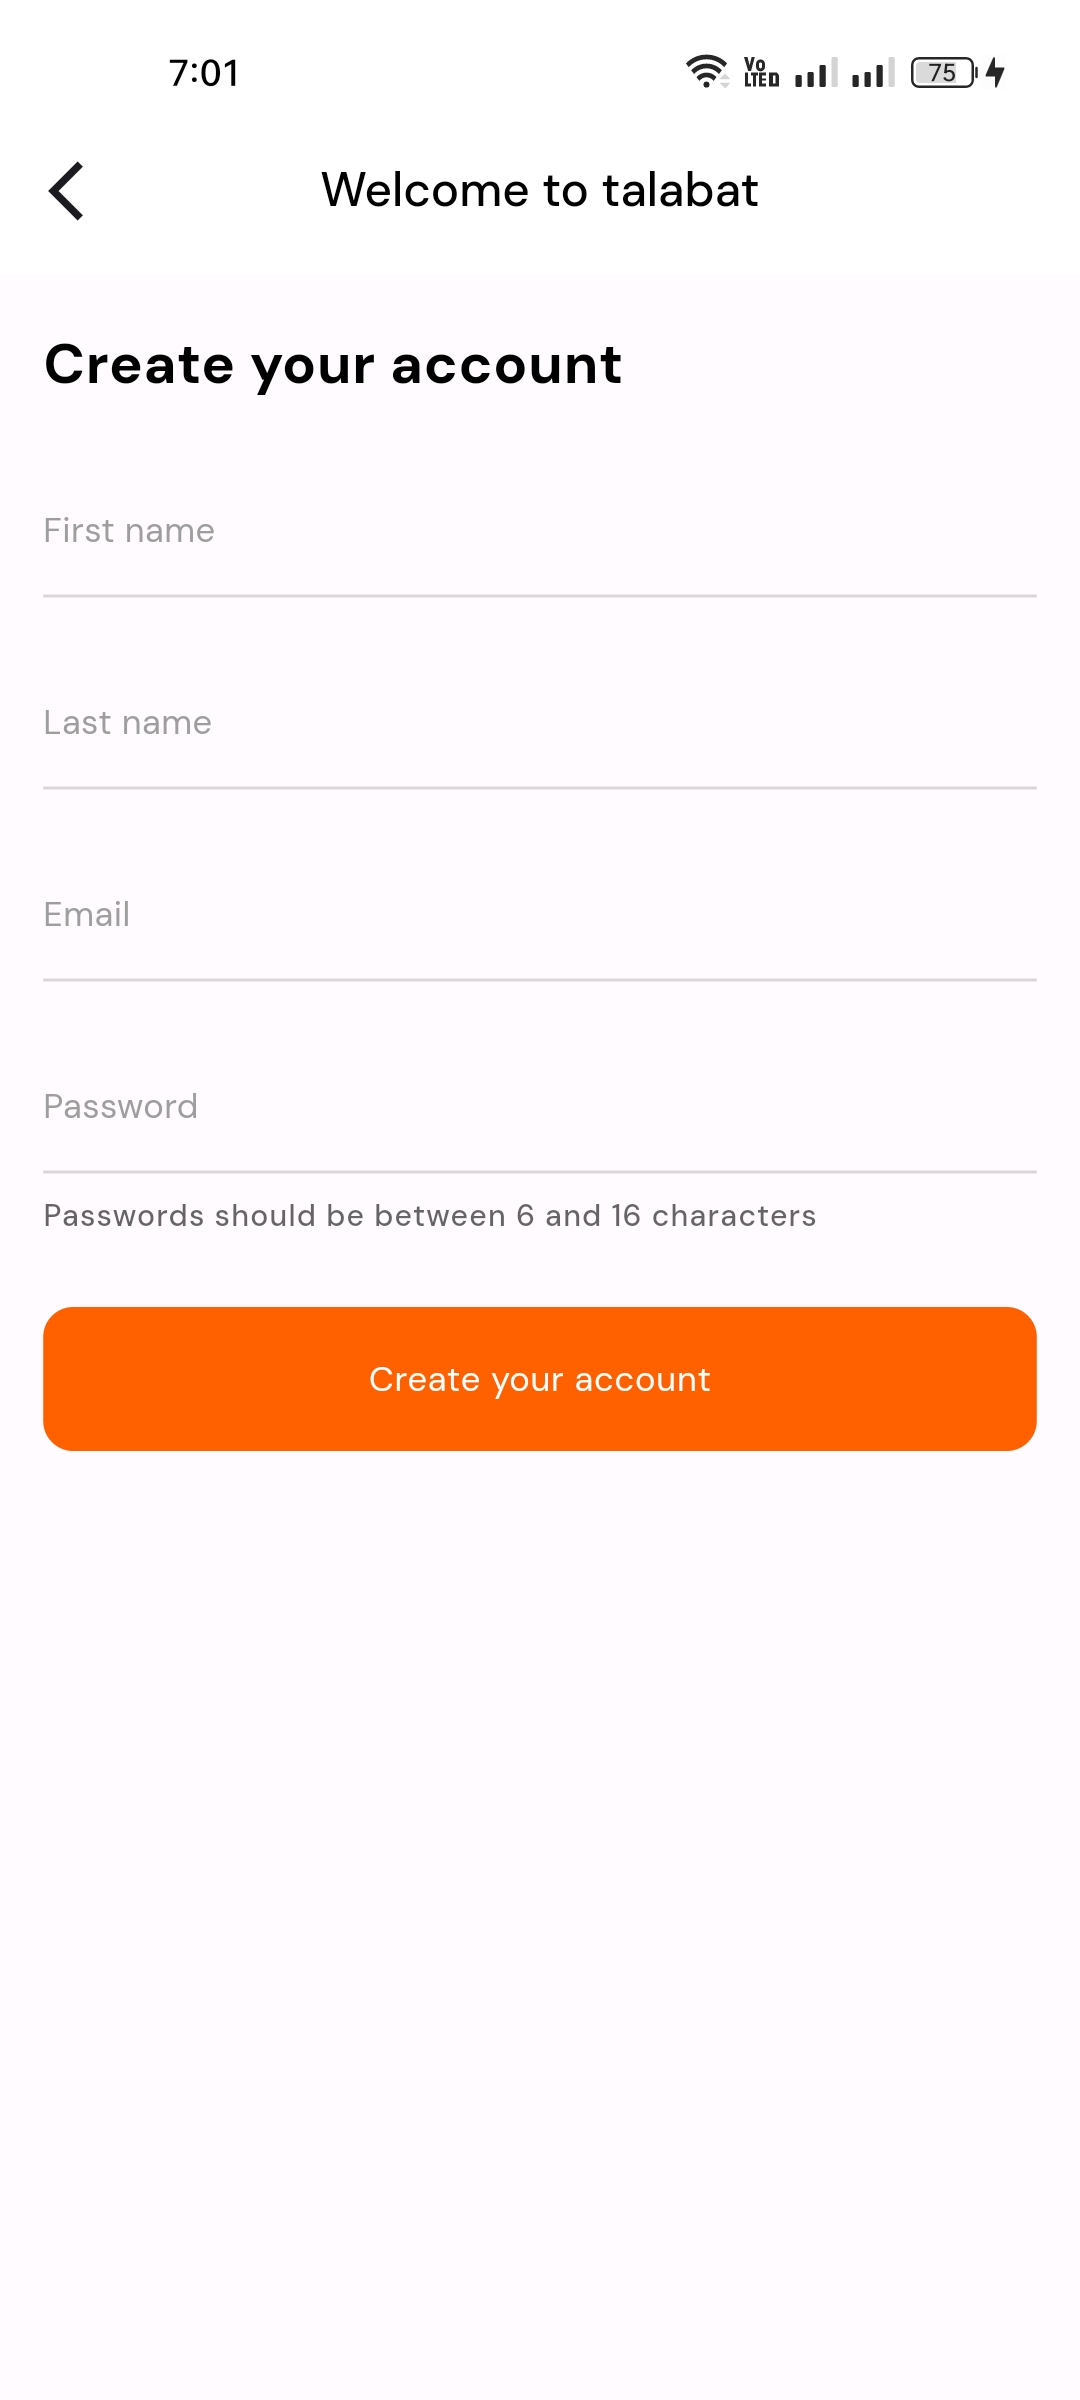 7:01
Vo
LTED
75
Welcome to talabat
Create your account
First name
Last name
Email
Password
Passwords should be between 6 and 16 characters
Create your account